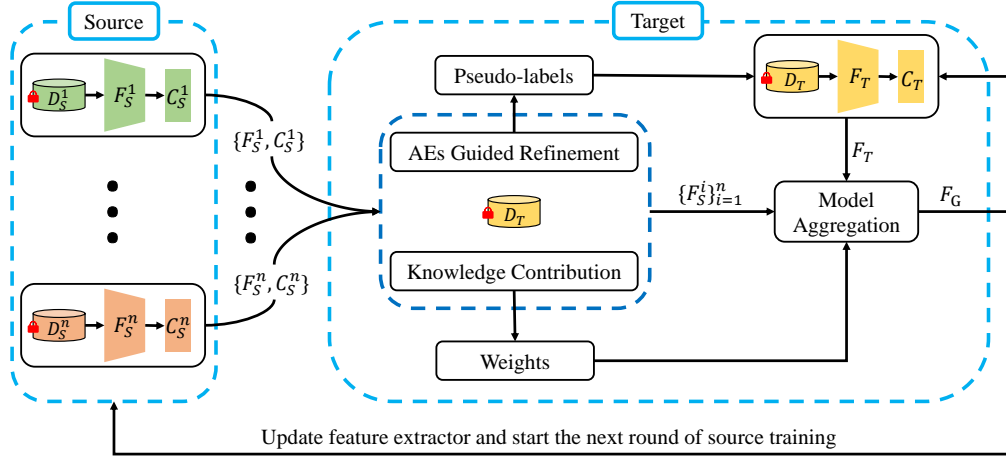 Source
Target
D_S^1 F_S^1 C_S^1
{F_S^1, C_S^1}
D_S^n F_S^n C_S^n
{F_S^n, C_S^n}
Pseudo-labels
AEs Guided Refinement
D_T
Knowledge Contribution
Weights
D_T F_T C_T
F_T
{F_S^i}_{i=1}^n
Model
Aggregation
F_G
Update feature extractor and start the next round of source training